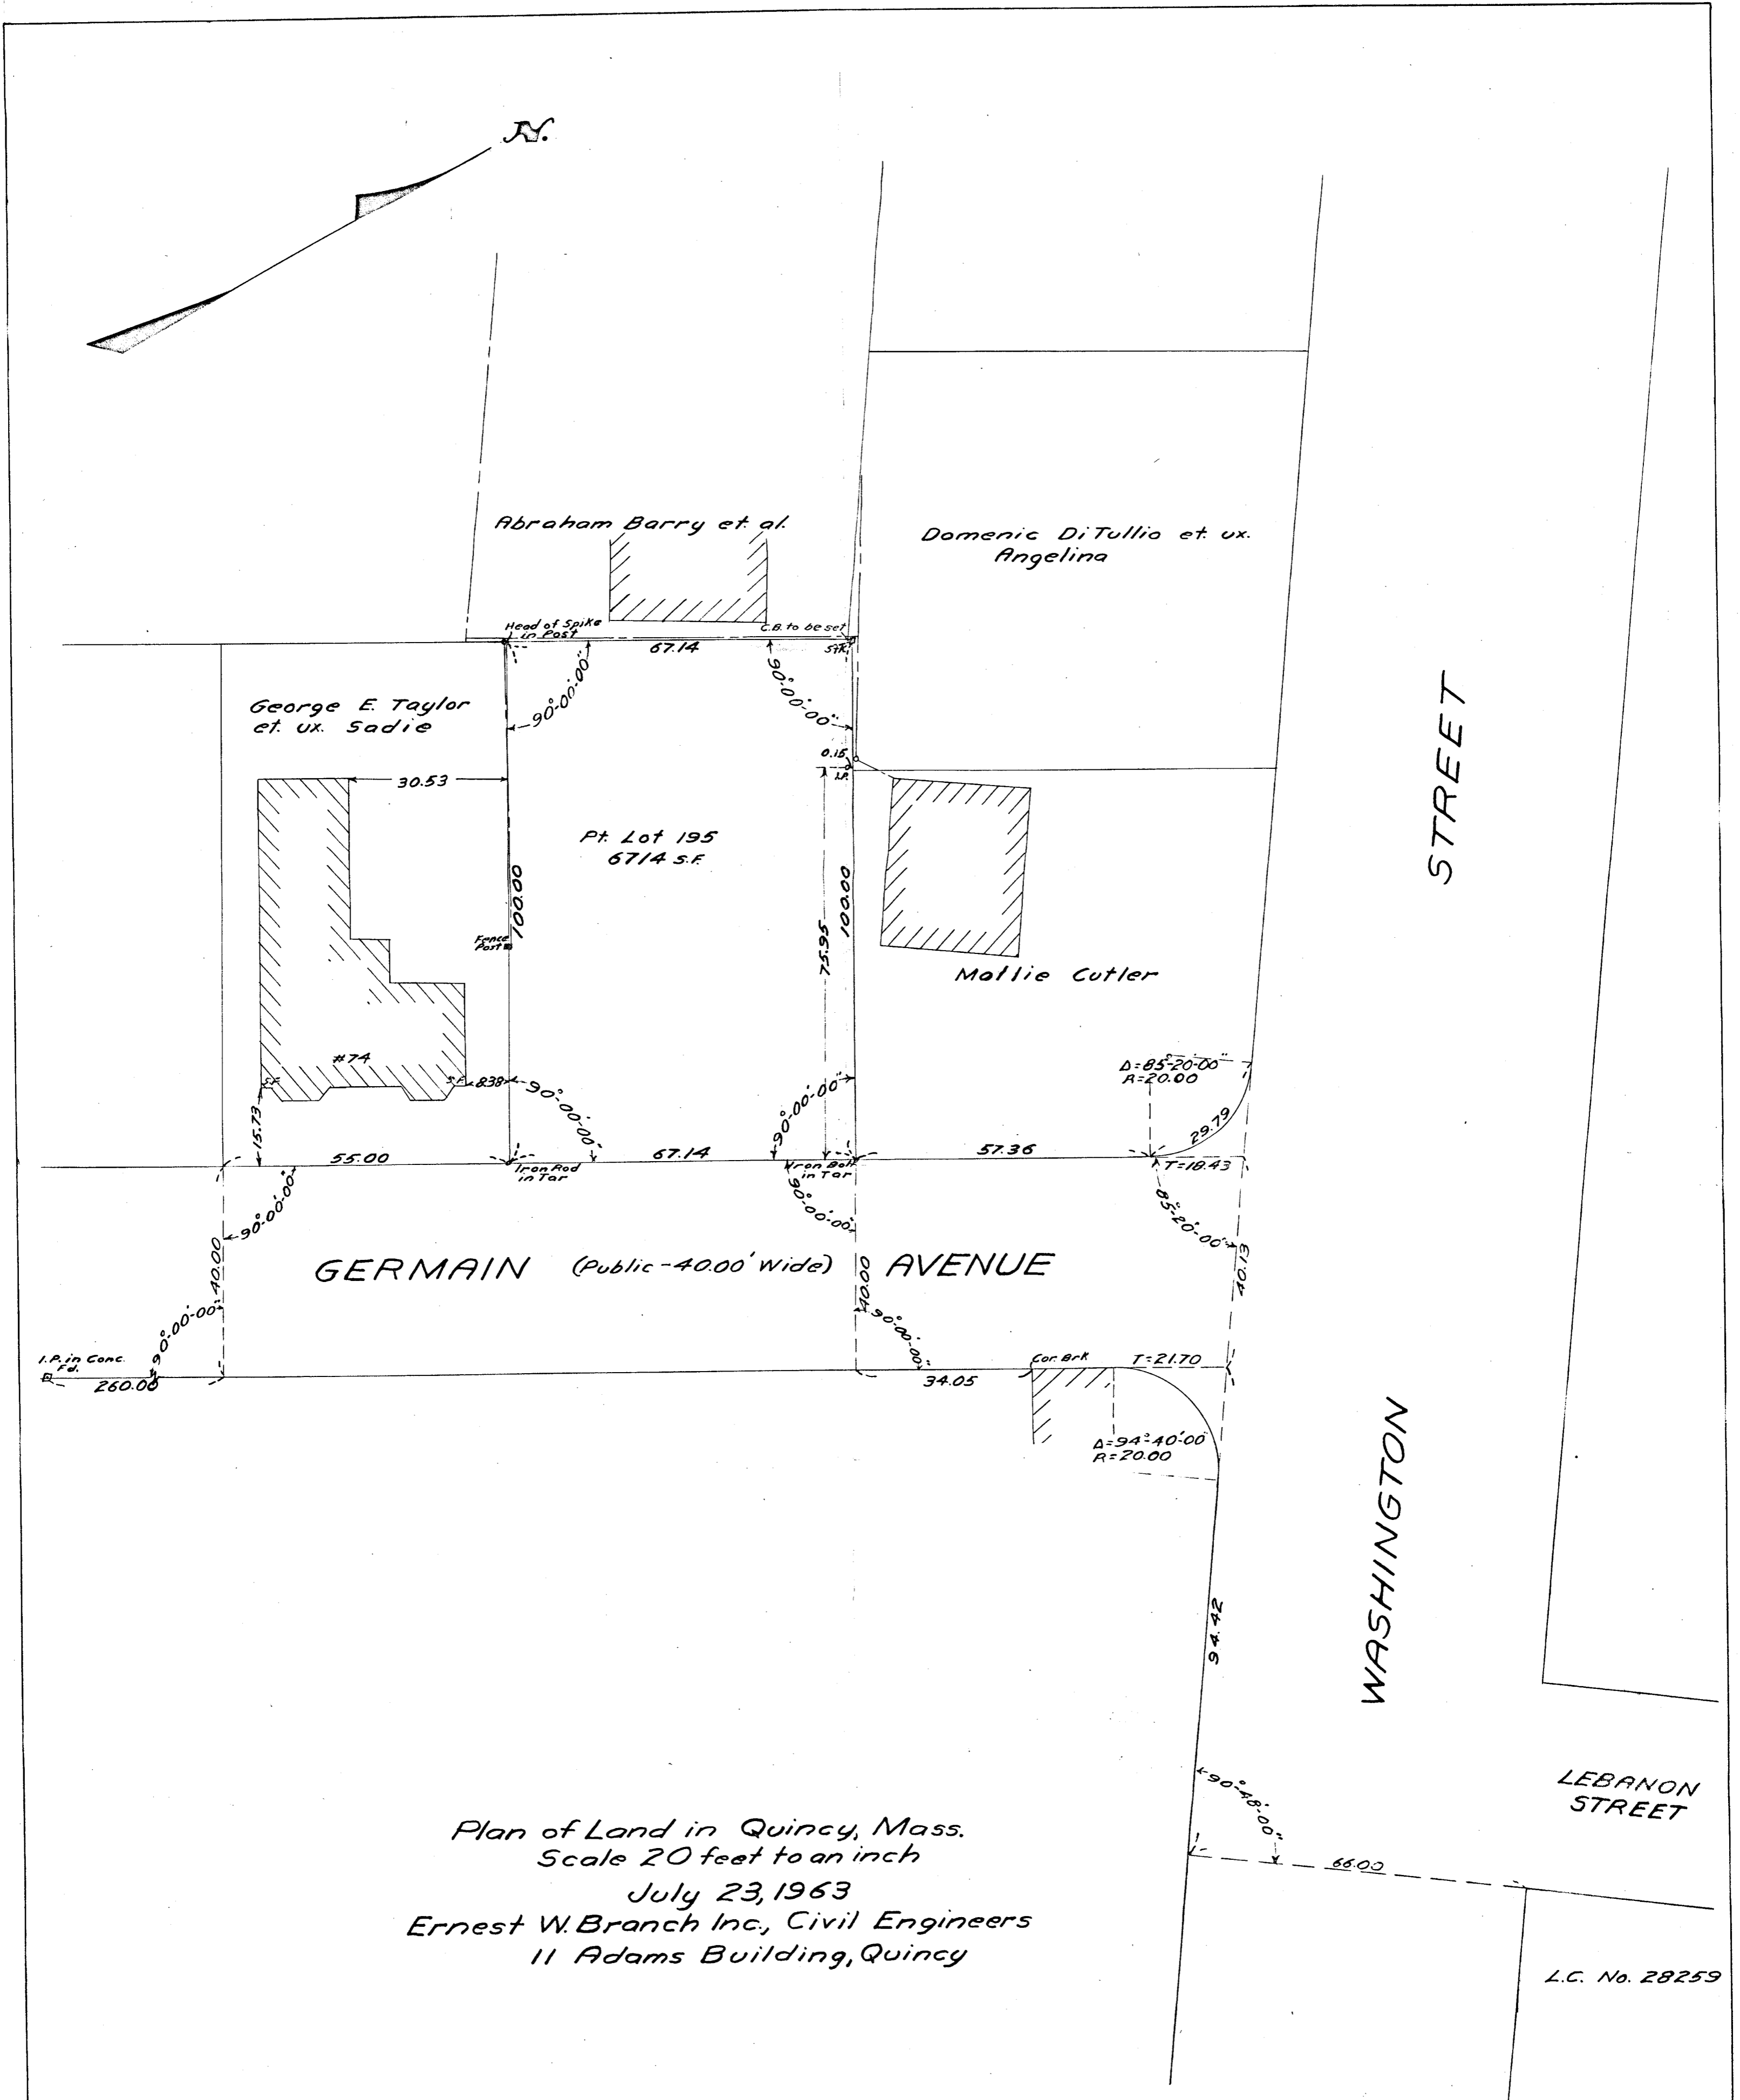 N.
Abraham Barry et. al.
Domenic DiTullio et. ux.
Angelina
Head of Spike
in Post
C.B. to be set
67.14
Stk.
90°-00'-00"
90°-00'-00"
George E. Taylor
et. ux. Sadie
0.15
I.P.
30.53
Pt. Lot 195
6714 S.F.
100.00
100.00
75.95
Fence
Post
Mollie Cutler
STREET
#74
S.F.
S.F.
8.38
90°-00'-00"
90°-00'-00"
Δ=85°-20'-00"
R=20.00
15.73
29.79
55.00
67.14
57.36
T=18.43
Iron Rod
in Tar
Iron Bolt
in Tar
90°-00'-00"
90°-00'-00"
85°-20'-00"
40.00
GERMAIN (Public-40.00' Wide) AVENUE
40.00
40.13
90°-00'-00"
90°-00'-00"
I.P. in Conc.
Fd.
260.00
34.05
Cor. Brk
T=21.70
Δ=94°-40'-00"
R=20.00
WASHINGTON
94.42
90°-48'-00"
66.00
LEBANON
STREET
Plan of Land in Quincy, Mass.
Scale 20 feet to an inch
July 23, 1963
Ernest W. Branch Inc., Civil Engineers
11 Adams Building, Quincy
L.C. No. 28259